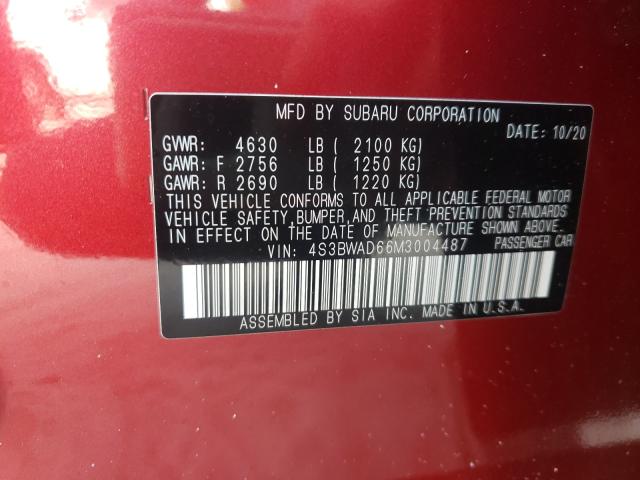 MFD BY SUBARU CORPORATION
DATE: 10/20
GVWR: 4630 LB ( 2100 KG)
GAWR: F 2756 LB ( 1250 KG)
GAWR: R 2690 LB ( 1220 KG)
THIS VEHICLE CONFORMS TO ALL APPLICABLE FEDERAL MOTOR
VEHICLE SAFETY, BUMPER, AND THEFT PREVENTION STANDARDS
IN EFFECT ON THE DATE OF MANUFACTURE SHOWN ABOVE.
VIN: 4S3BWAD66M3004487 PASSENGER CAR
ASSEMBLED BY SIA INC. MADE IN U.S.A.